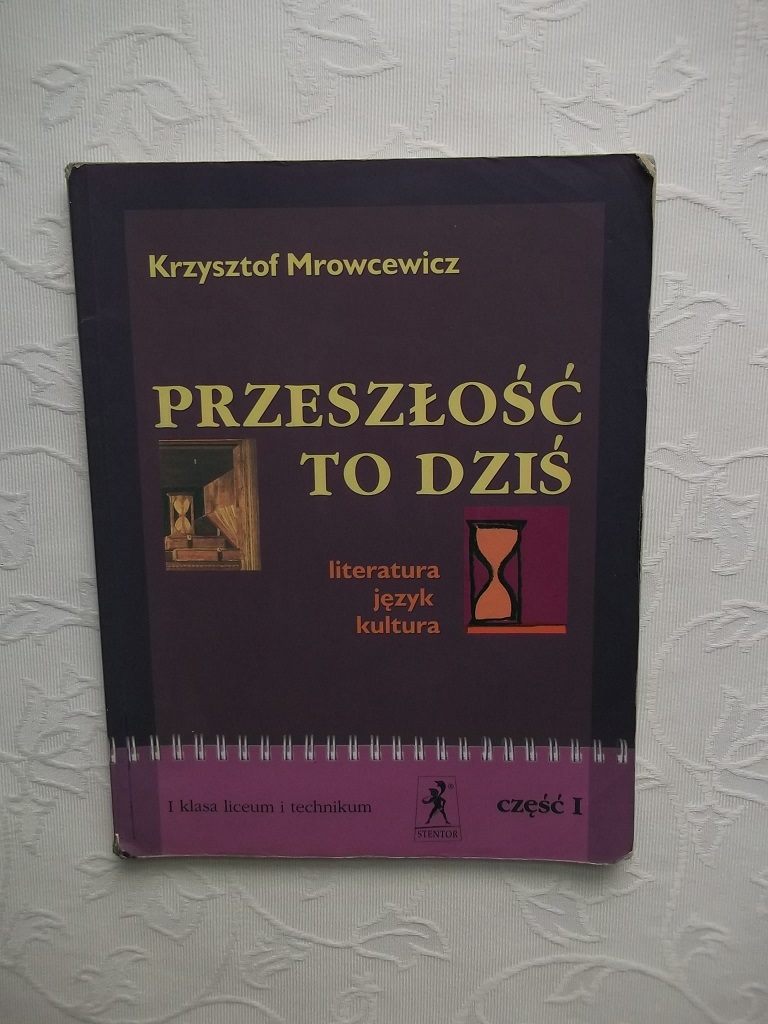 Krzysztof Mrowcewicz
PRZESZŁOŚĆ
TO DZIŚ
literatura
język
kultura
I klasa liceum i technikum
®
STENTOR
część I